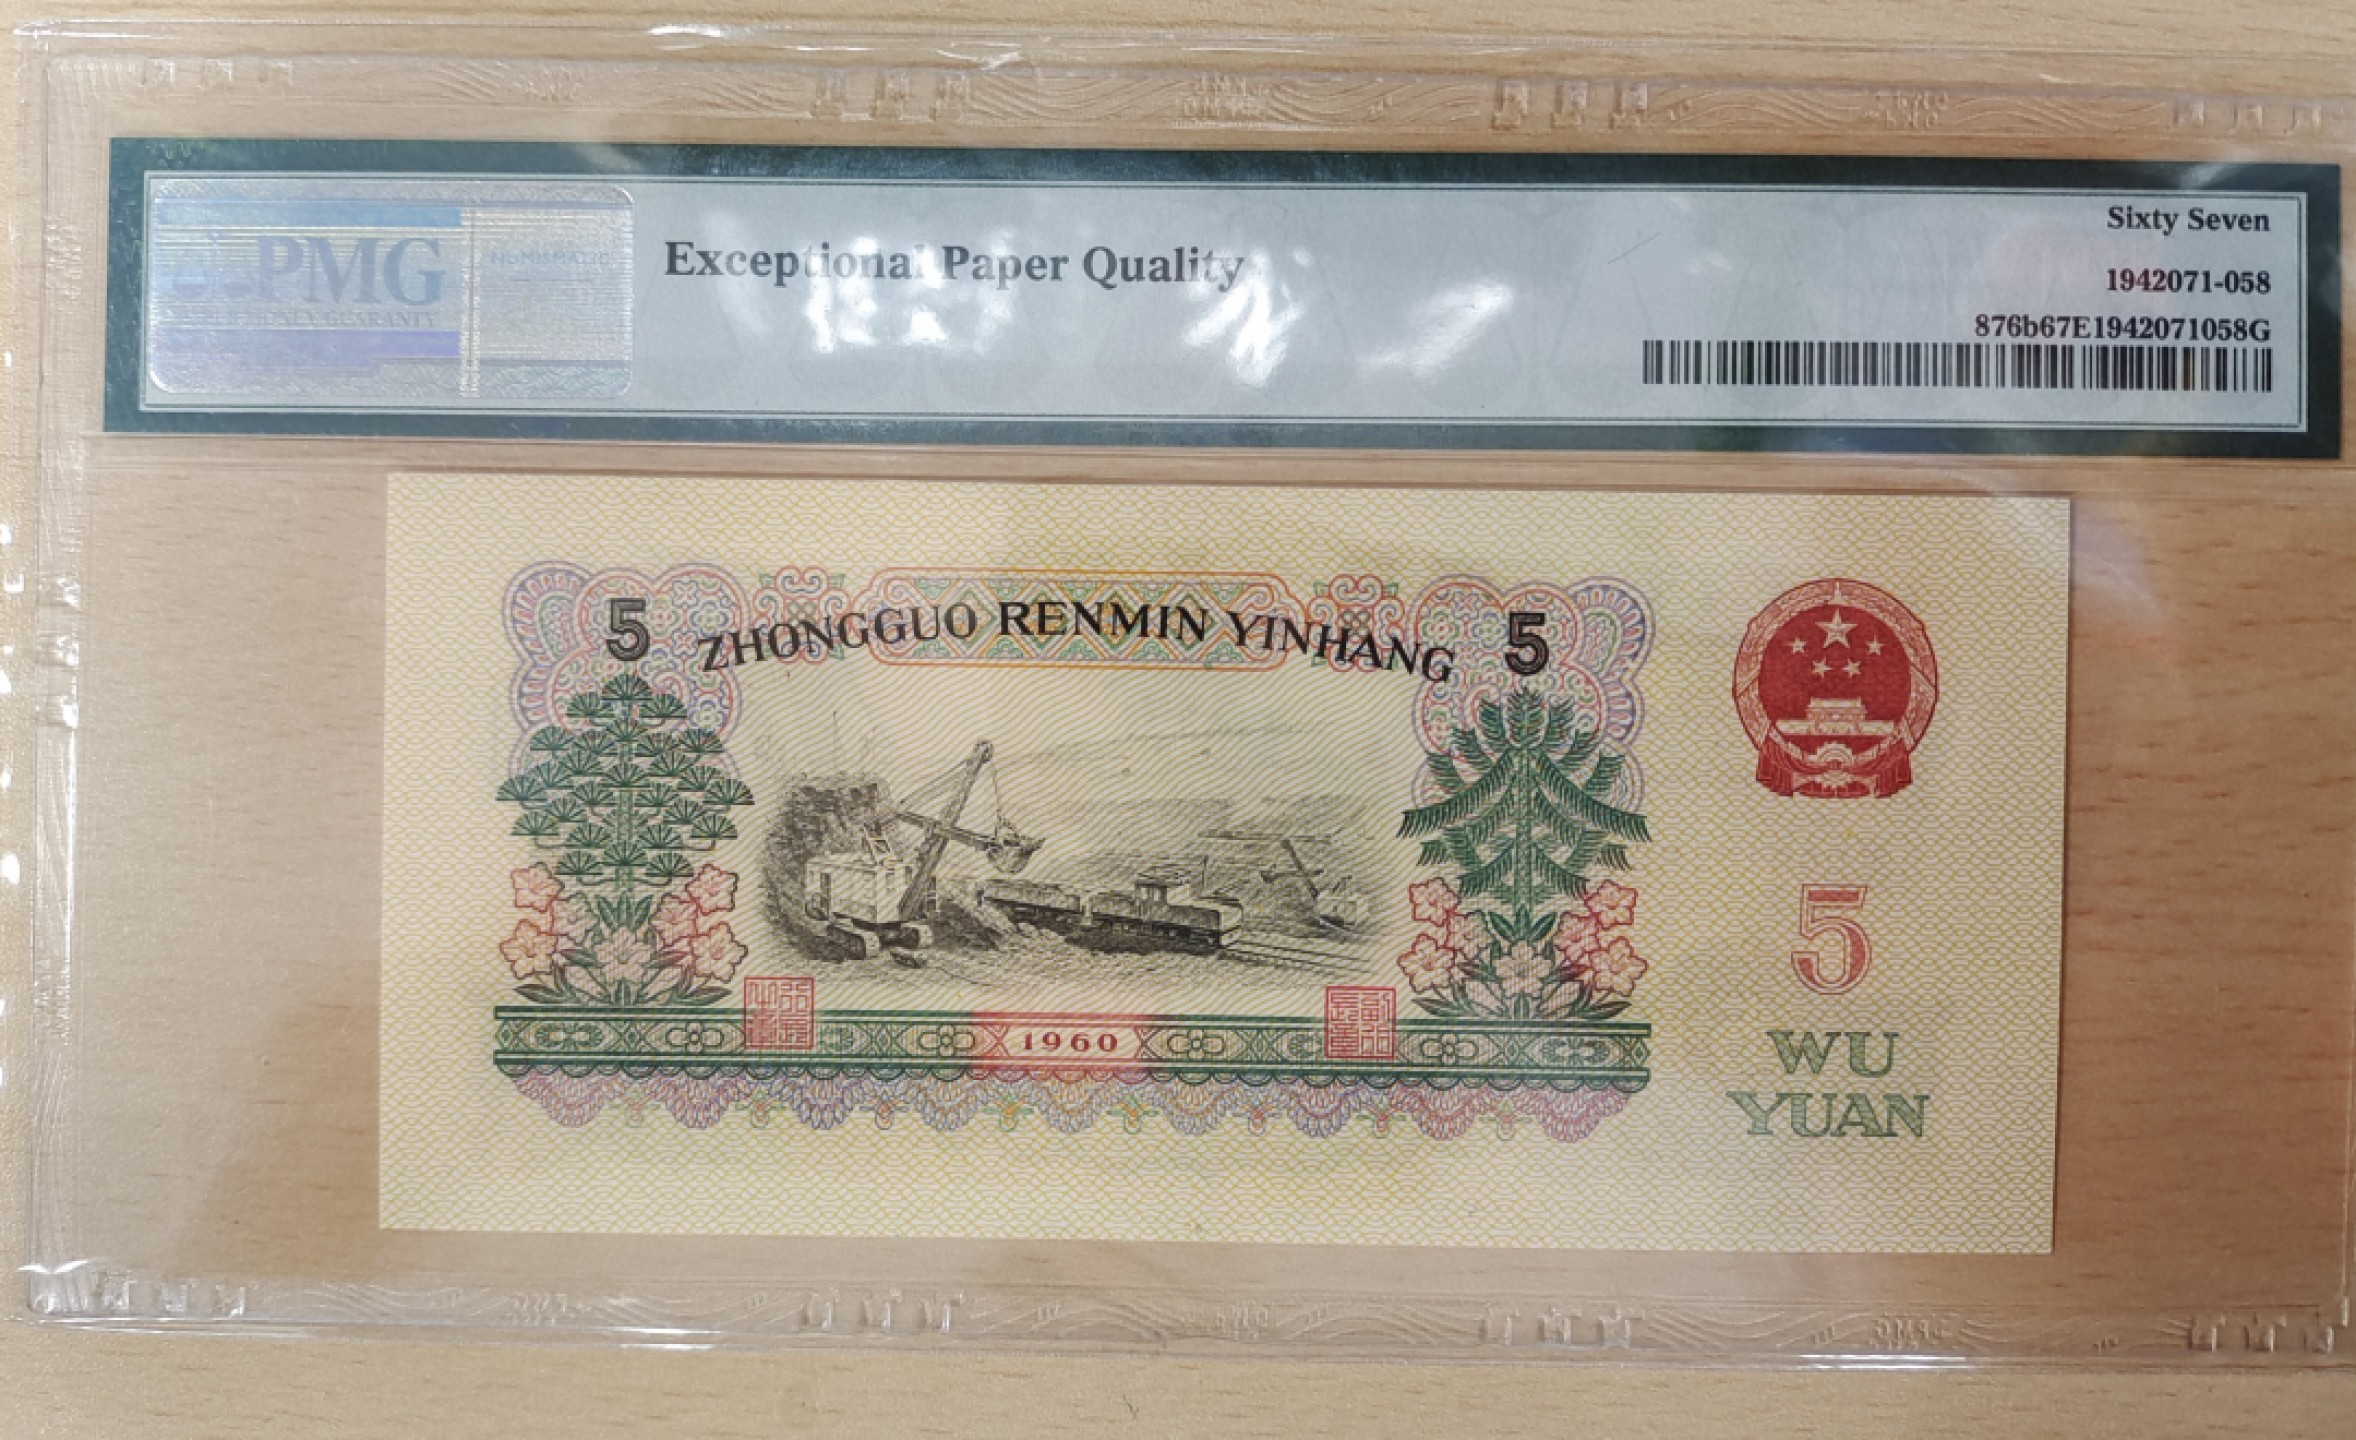 PMG
Exceptional Paper Quality
Sixty Seven
1942071-058
876b67E1942071058G
5 ZHONGGUO RENMIN YINHANG 5
1960
5
WU
YUAN